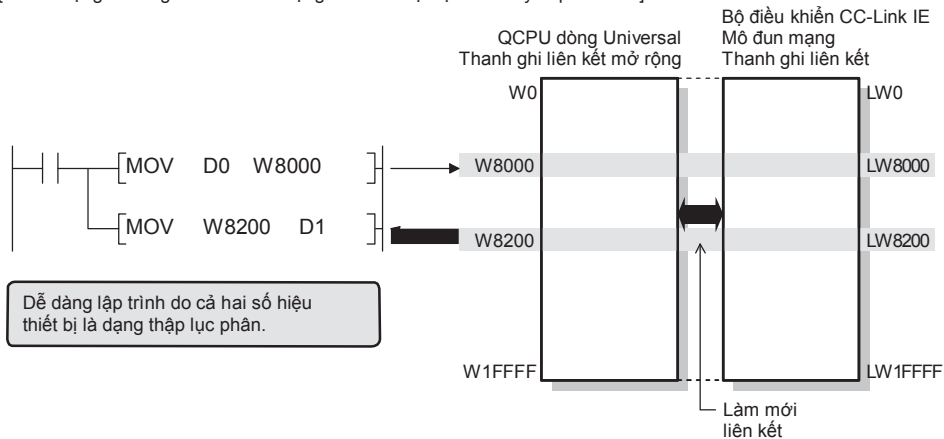 QCPU dòng Universal
Thanh ghi liên kết mở rộng
Bộ điều khiển CC-Link IE
Mô đun mạng
Thanh ghi liên kết
W0
LW0
MOV D0 W8000
W8000
LW8000
MOV W8200 D1
W8200
LW8200
Dễ dàng lập trình do cả hai số hiệu
thiết bị là dạng thập lục phân.
W1FFFF
LW1FFFF
Làm mới
liên kết